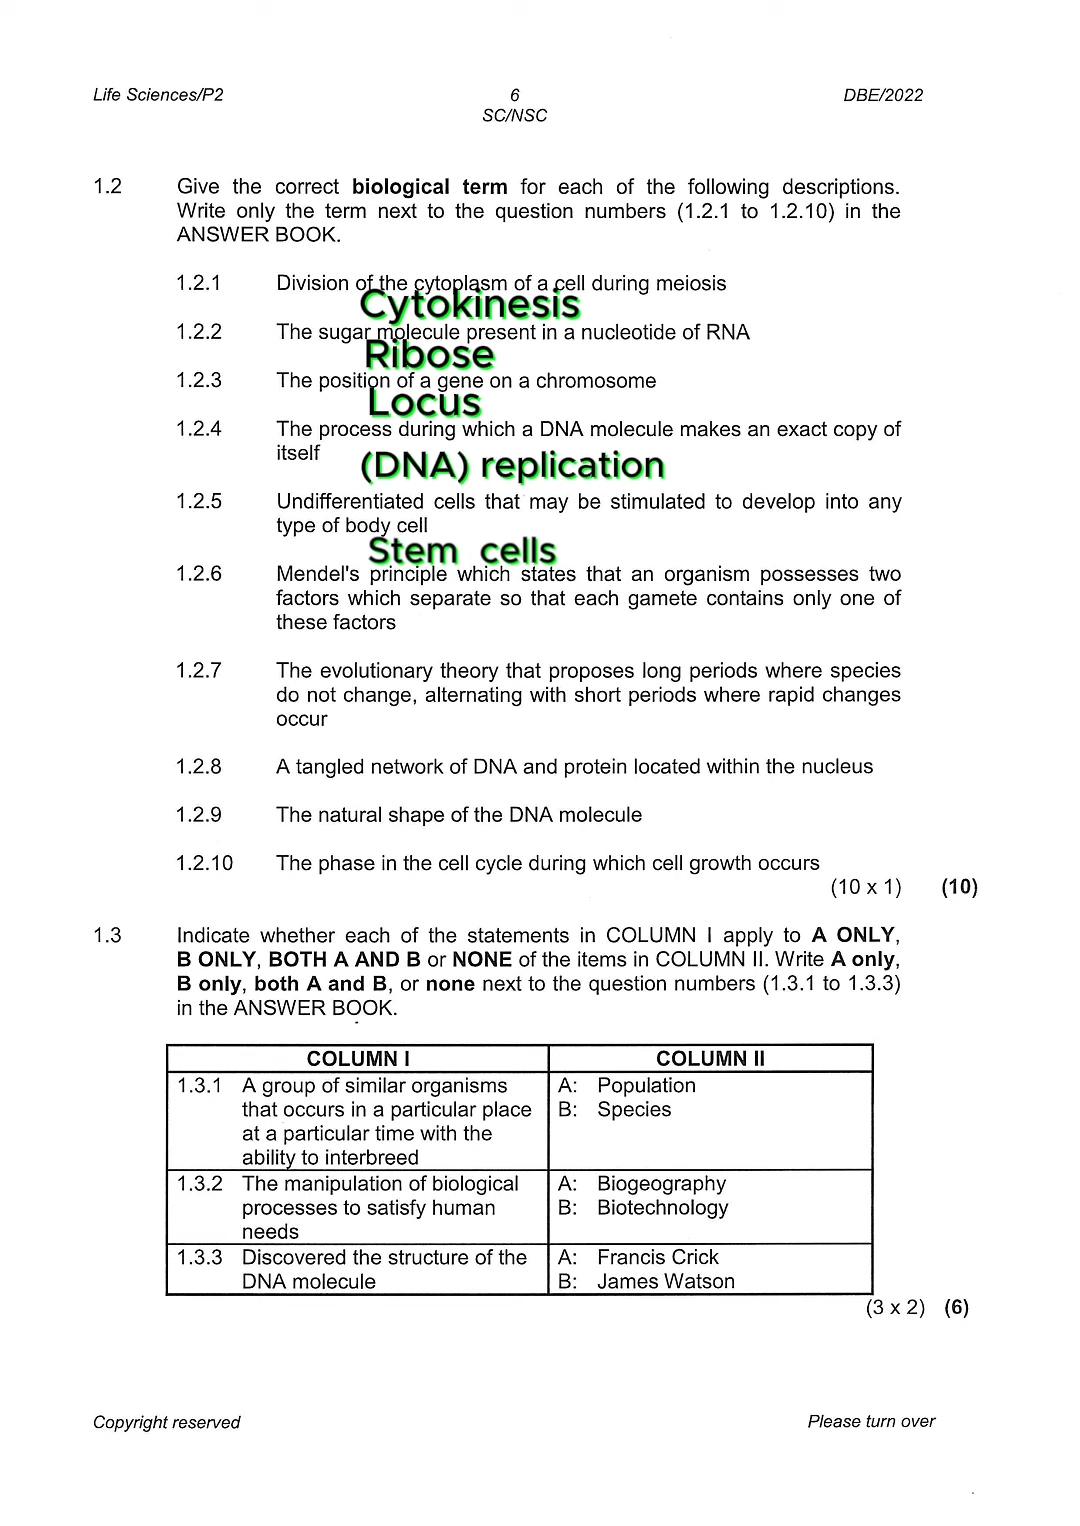 Life Sciences/P2
6
DBE/2022
SC/NSC
1.2 Give the correct biological term for each of the following descriptions.
Write only the term next to the question numbers (1.2.1 to 1.2.10) in the
ANSWER BOOK.
1.2.1 Division of the cytoplasm of a cell during meiosis
Cytokinesis
1.2.2 The sugar molecule present in a nucleotide of RNA
Ribose
1.2.3 The position of a gene on a chromosome
Locus
1.2.4 The process during which a DNA molecule makes an exact copy of
itself
(DNA) replication
1.2.5 Undifferentiated cells that may be stimulated to develop into any
type of body cell
Stem cells
1.2.6 Mendel's principle which states that an organism possesses two
factors which separate so that each gamete contains only one of
these factors
1.2.7 The evolutionary theory that proposes long periods where species
do not change, alternating with short periods where rapid changes
occur
1.2.8 A tangled network of DNA and protein located within the nucleus
1.2.9 The natural shape of the DNA molecule
1.2.10 The phase in the cell cycle during which cell growth occurs
(10 x 1) (10)
1.3 Indicate whether each of the statements in COLUMN I apply to A ONLY,
B ONLY, BOTH A AND B or NONE of the items in COLUMN II. Write A only,
B only, both A and B, or none next to the question numbers (1.3.1 to 1.3.3)
in the ANSWER BOOK.
COLUMN I COLUMN II
1.3.1 A group of similar organisms A: Population
that occurs in a particular place B: Species
at a particular time with the
ability to interbreed
1.3.2 The manipulation of biological A: Biogeography
processes to satisfy human B: Biotechnology
needs
1.3.3 Discovered the structure of the A: Francis Crick
DNA molecule B: James Watson
(3 x 2) (6)
Copyright reserved
Please turn over